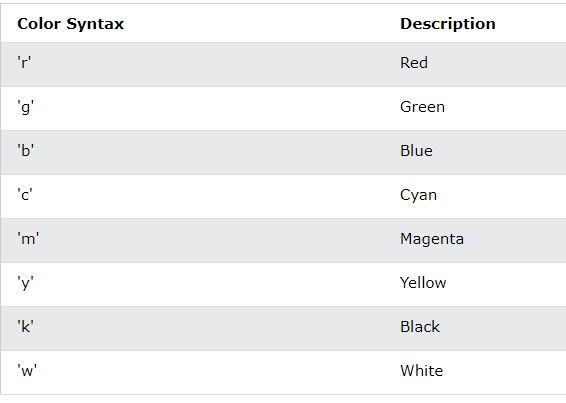 Color Syntax Description
'r' Red
'g' Green
'b' Blue
'c' Cyan
'm' Magenta
'y' Yellow
'k' Black
'w' White